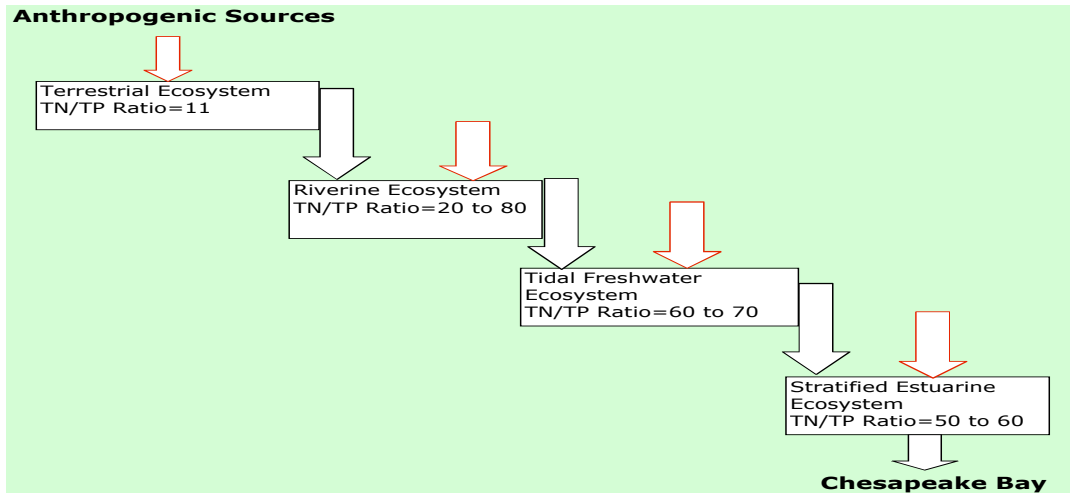 Anthropogenic Sources
Terrestrial Ecosystem
TN/TP Ratio=11
Riverine Ecosystem
TN/TP Ratio=20 to 80
Tidal Freshwater
Ecosystem
TN/TP Ratio=60 to 70
Stratified Estuarine
Ecosystem
TN/TP Ratio=50 to 60
Chesapeake Bay